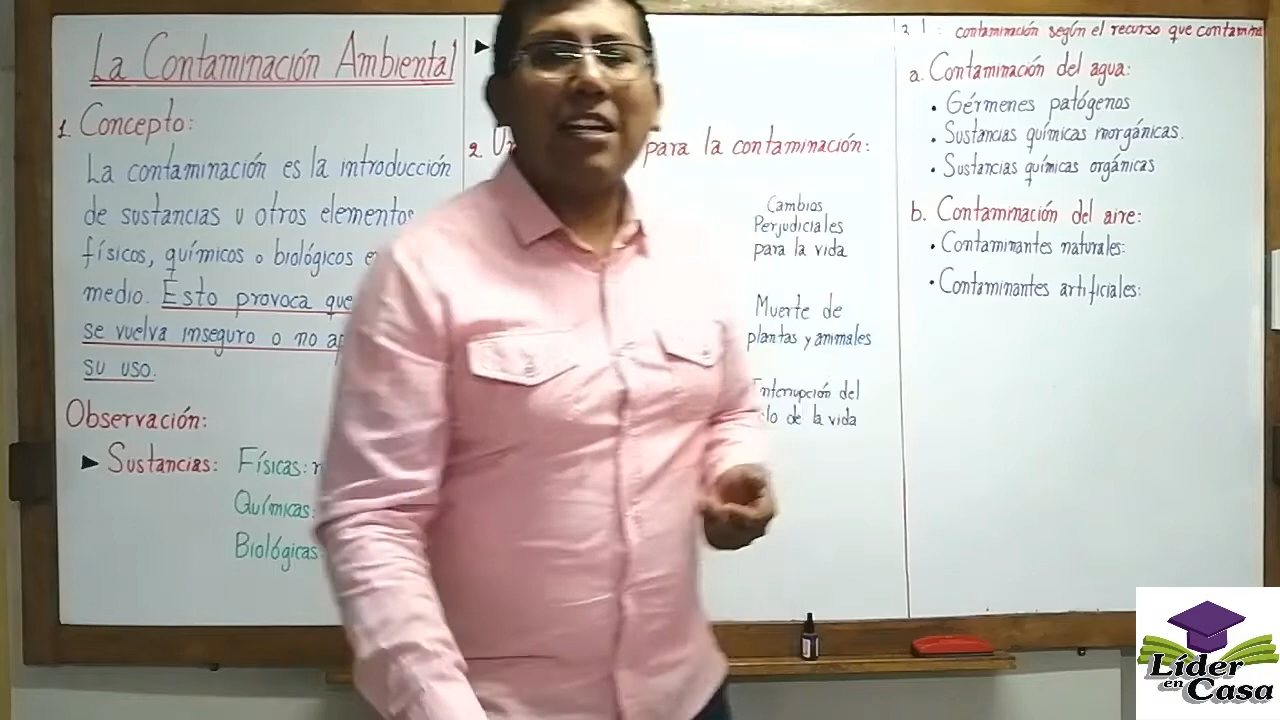 La Contaminación Ambiental
1. Concepto:
La contaminación es la introducción
de sustancias u otros elementos
físicos, químicos o biológicos
medio. Esto provoca que
se vuelva inseguro o no
su uso.
Observación:
► Sustancias: Físicas:
Químicas:
Biológicas
►
2. para la contaminación:
Cambios
Perjudiciales
para la vida
Muerte de
plantas y animales
Interrupción del
de la vida
2.1: contaminación según el recurso que contamina
a. Contaminación del agua:
• Gérmenes patógenos
• Sustancias químicas inorgánicas.
• Sustancias químicas orgánicas
b. Contaminación del aire:
• Contaminantes naturales:
• Contaminantes artificiales:
Líder
en Casa